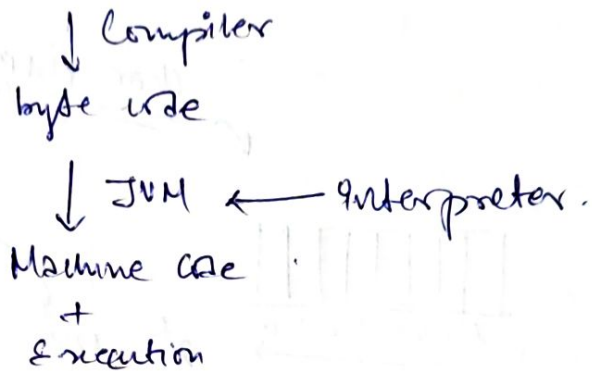 ↓ Compiler
byte code
↓ JVM ← Interpreter.
Machine code
+
Execution